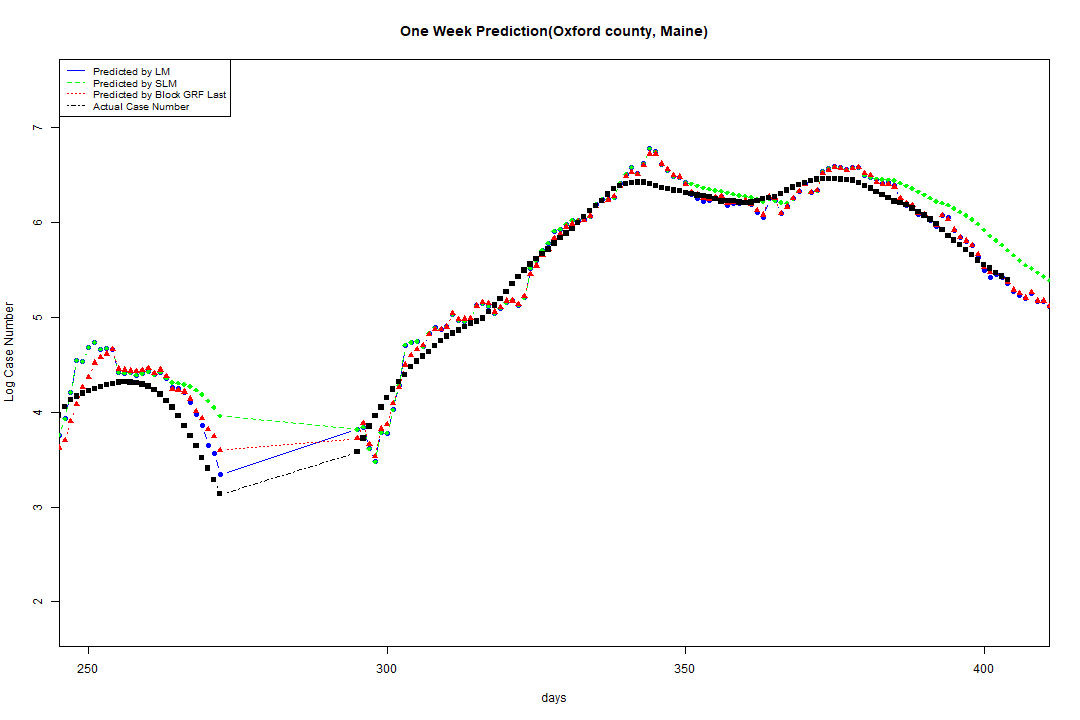 One Week Prediction(Oxford county, Maine)
Predicted by LM
Predicted by SLM
Predicted by Block GRF Last
Actual Case Number
Log Case Number
7
6
5
4
3
2
250 300 350 400
days